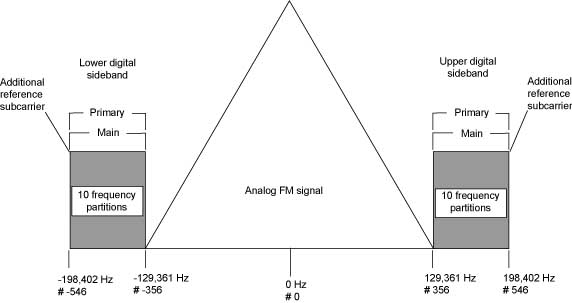 Lower digital
sideband
Upper digital
sideband
Additional
reference
subcarrier
Additional
reference
subcarrier
Primary
Primary
Main
Main
10 frequency
partitions
Analog FM signal
10 frequency
partitions
-198,402 Hz
# -546
-129,361 Hz
# -356
0 Hz
# 0
129,361 Hz
# 356
198,402 Hz
# 546